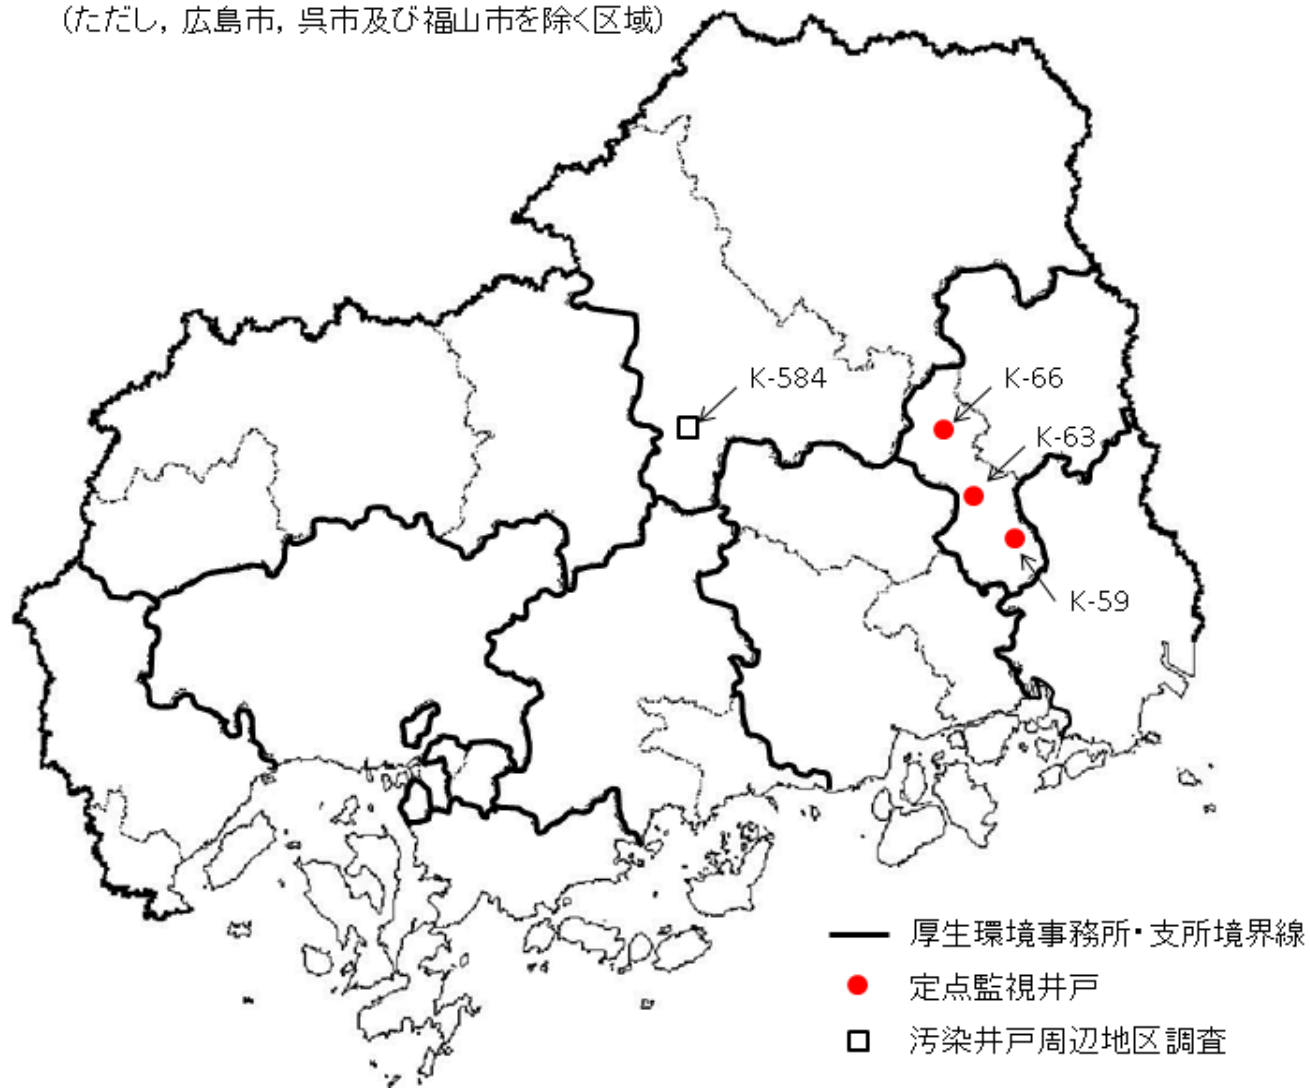 (ただし, 広島市, 呉市及び福山市を除く区域)
K-584
K-66
K-63
K-59
厚生環境事務所・支所境界線
定点監視井戸
汚染井戸周辺地区調査